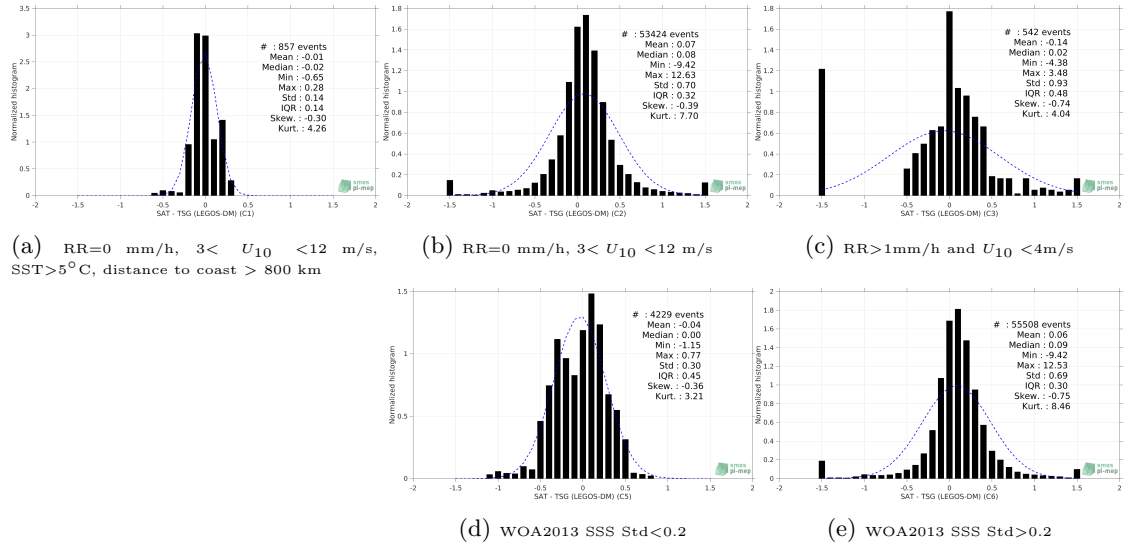 Normalized histogram
3.5
3
2.5
2
1.5
1
0.5
0
-2 -1.5 -1 -0.5 0 0.5 1 1.5 2
SAT - TSG (LEGOS-DM) (C1)
# : 857 events
Mean : -0.01
Median : -0.02
Min : -0.65
Max : 0.28
Std : 0.14
IQR : 0.14
Skew. : -0.30
Kurt. : 4.26
smos
pi-mep
(a) RR=0 mm/h, 3< U10 <12 m/s,
SST>5°C, distance to coast > 800 km
Normalized histogram
1.8
1.6
1.4
1.2
1
0.8
0.6
0.4
0.2
0
-2 -1.5 -1 -0.5 0 0.5 1 1.5 2
SAT - TSG (LEGOS-DM) (C2)
# : 53424 events
Mean : 0.07
Median : 0.08
Min : -9.42
Max : 12.63
Std : 0.70
IQR : 0.32
Skew. : -0.39
Kurt. : 7.70
smos
pi-mep
(b) RR=0 mm/h, 3< U10 <12 m/s
Normalized histogram
1.8
1.6
1.4
1.2
1
0.8
0.6
0.4
0.2
0
-2 -1.5 -1 -0.5 0 0.5 1 1.5 2
SAT - TSG (LEGOS-DM) (C3)
# : 542 events
Mean : -0.14
Median : 0.02
Min : -4.38
Max : 3.48
Std : 0.93
IQR : 0.48
Skew. : -0.74
Kurt. : 4.04
smos
pi-mep
(c) RR>1mm/h and U10 <4m/s
Normalized histogram
1.5
1
0.5
0
-2 -1.5 -1 -0.5 0 0.5 1 1.5 2
SAT - TSG (LEGOS-DM) (C5)
# : 4229 events
Mean : -0.04
Median : 0.00
Min : -1.15
Max : 0.77
Std : 0.30
IQR : 0.45
Skew. : -0.36
Kurt. : 3.21
smos
pi-mep
(d) WOA2013 SSS Std<0.2
Normalized histogram
2
1.8
1.6
1.4
1.2
1
0.8
0.6
0.4
0.2
0
-2 -1.5 -1 -0.5 0 0.5 1 1.5 2
SAT - TSG (LEGOS-DM) (C6)
# : 55508 events
Mean : 0.06
Median : 0.09
Min : -9.42
Max : 12.53
Std : 0.69
IQR : 0.30
Skew. : -0.75
Kurt. : 8.46
smos
pi-mep
(e) WOA2013 SSS Std>0.2